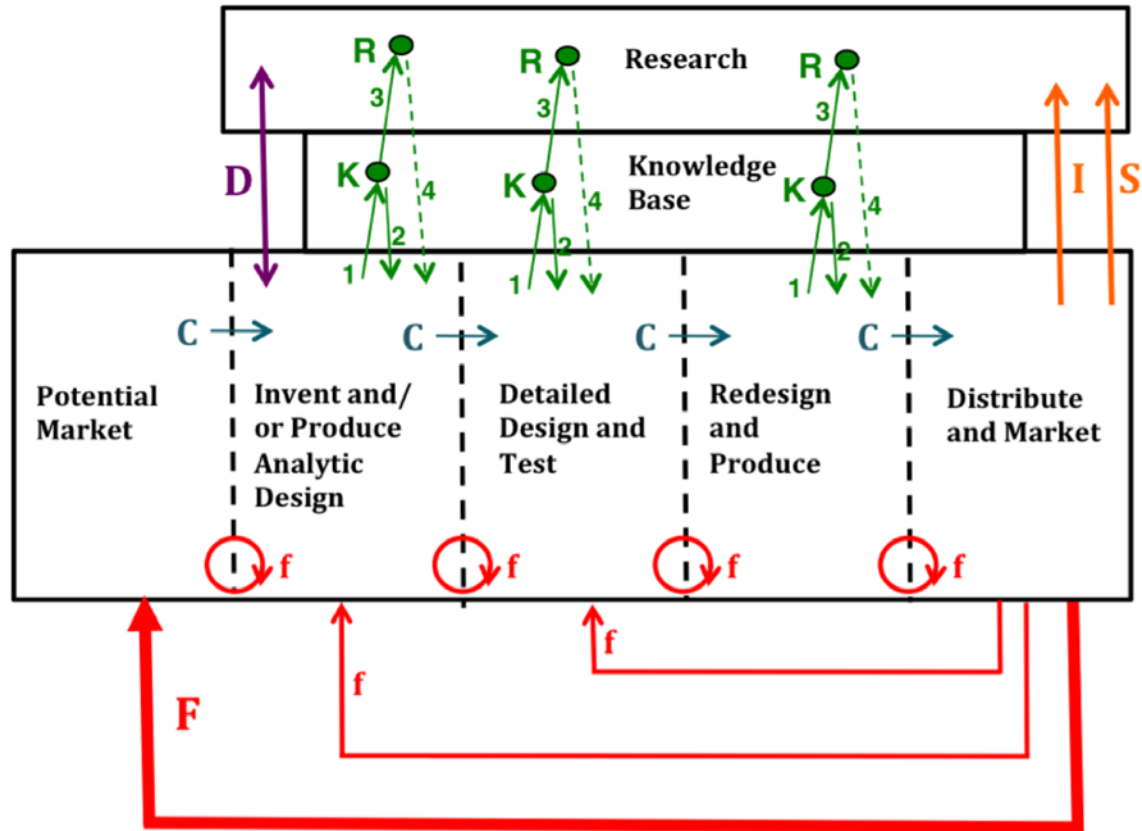 R
R
Research
R
3
3
3
D
K
Knowledge
Base
K
K
I
S
4
4
4
2
2
2
1
1
1
C
C
C
C
Potential
Market
Invent and/
or Produce
Analytic
Design
Detailed
Design and
Test
Redesign
and
Produce
Distribute
and Market
f
f
f
f
f
f
F